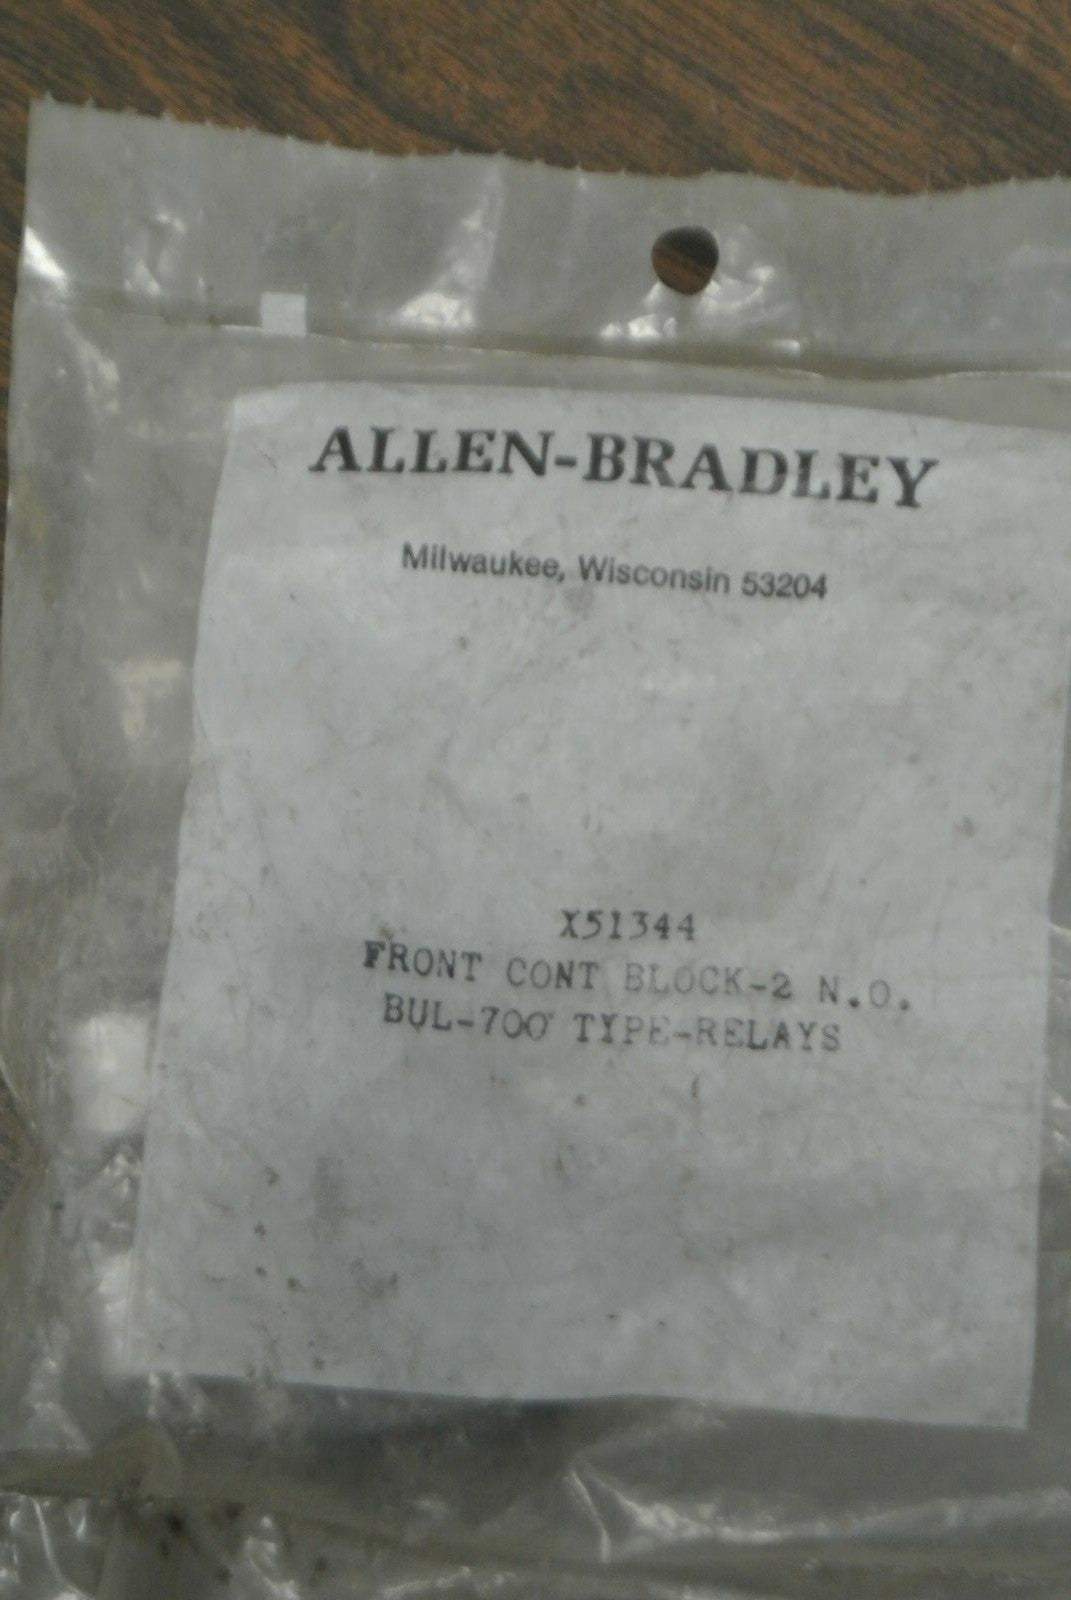 ALLEN-BRADLEY
Milwaukee, Wisconsin 53204
X51344
FRONT CONT BLOCK-2 N.O.
BUL-700 TYPE-RELAYS